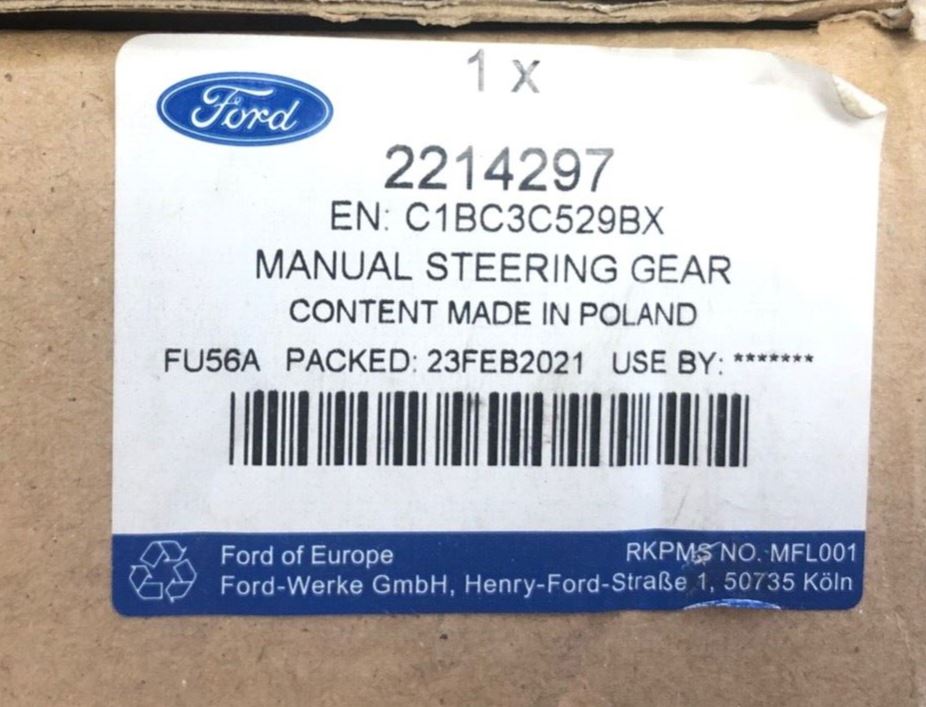 1 x
Ford
2214297
EN: C1BC3C529BX
MANUAL STEERING GEAR
CONTENT MADE IN POLAND
FU56A PACKED: 23FEB2021 USE BY: *******
Ford of Europe RKPMS NO. MFL001
Ford-Werke GmbH, Henry-Ford-Straße 1, 50735 Köln